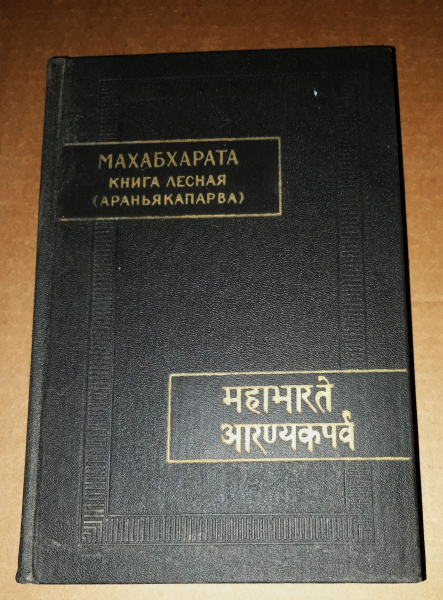 МАХАБХАРАТА
КНИГА ЛЕСНАЯ
(АРАНЬЯКАПАРВА)
महाभारते
आरण्यकपर्व